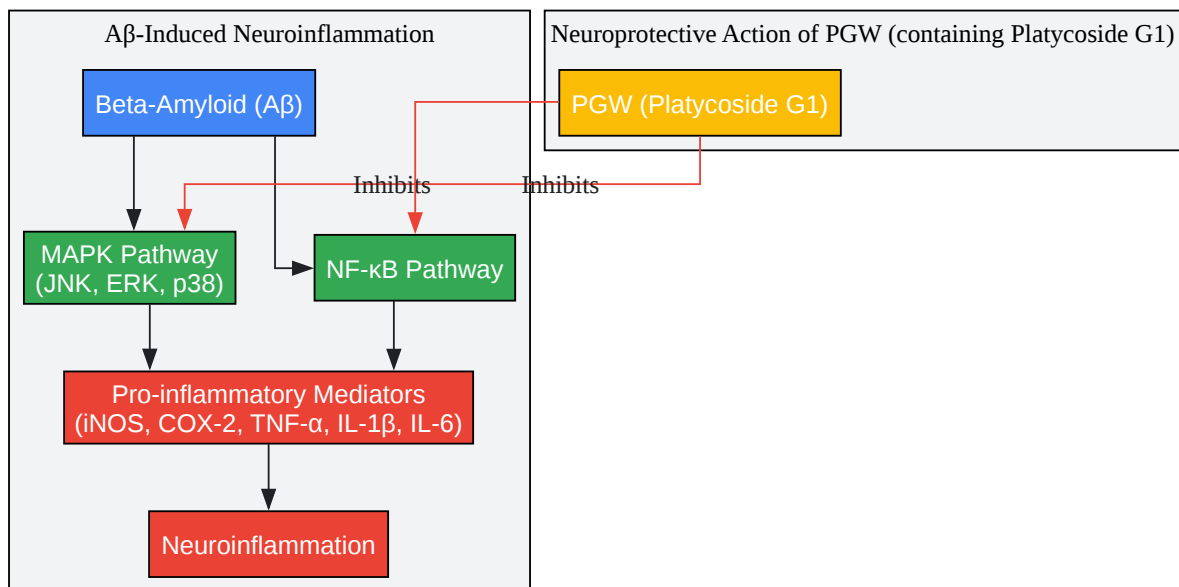 Aβ-Induced Neuroinflammation
Neuroprotective Action of PGW (containing Platycoside G1)
Beta-Amyloid (Aβ)
PGW (Platycoside G1)
Inhibits
Inhibits
MAPK Pathway
(JNK, ERK, p38)
NF-κB Pathway
Pro-inflammatory Mediators
(iNOS, COX-2, TNF-α, IL-1β, IL-6)
Neuroinflammation